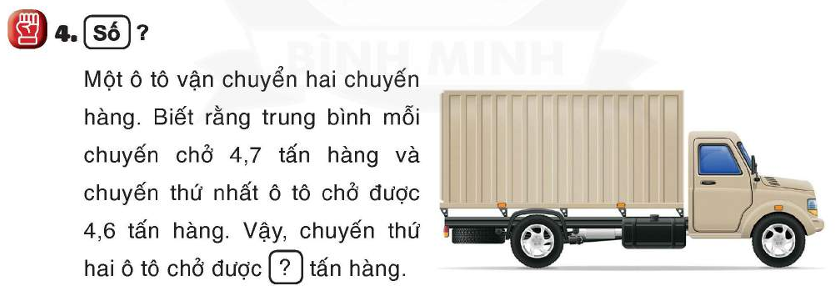 4. Số ?
BÌNH MINH
Một ô tô vận chuyển hai chuyến
hàng. Biết rằng trung bình mỗi
chuyến chở 4,7 tấn hàng và
chuyến thứ nhất ô tô chở được
4,6 tấn hàng. Vậy, chuyến thứ
hai ô tô chở được ? tấn hàng.